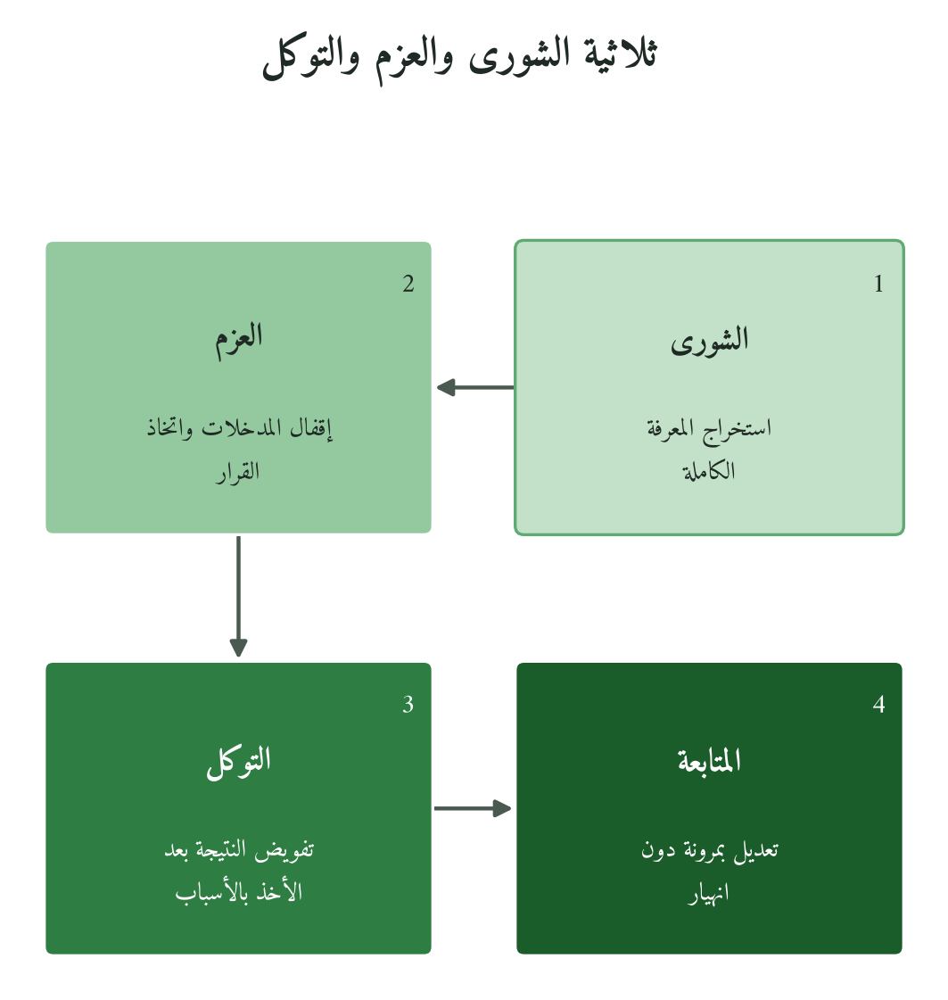 ثلاثية الشورى والعزم والتوكل
1
الشورى
استخراج المعرفة
الكاملة
2
العزم
إقفال المدخلات واتخاذ
القرار
3
التوكل
تفويض النتيجة بعد
الأخذ بالأسباب
4
المتابعة
تعديل بمرونة دون
انهيار